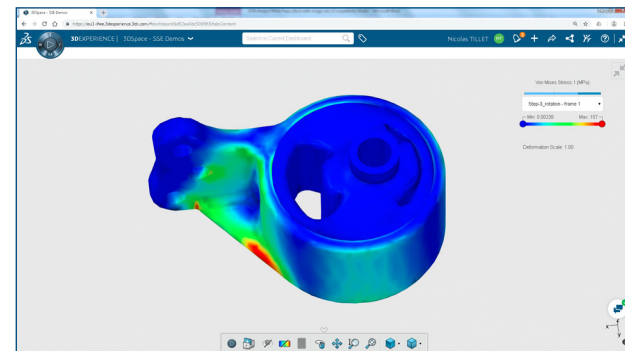 3DSpace - SSE Demos
3DEXPERIENCE | 3DSpace - SSE Demos
Search in Current Dashboard
Nicolas TILLET
Von Mises Stress: 1 (MPa):
Step-3_rotation - frame 1
Min: 0.00338
Max: 157
Deformation Scale: 1.00
x
y